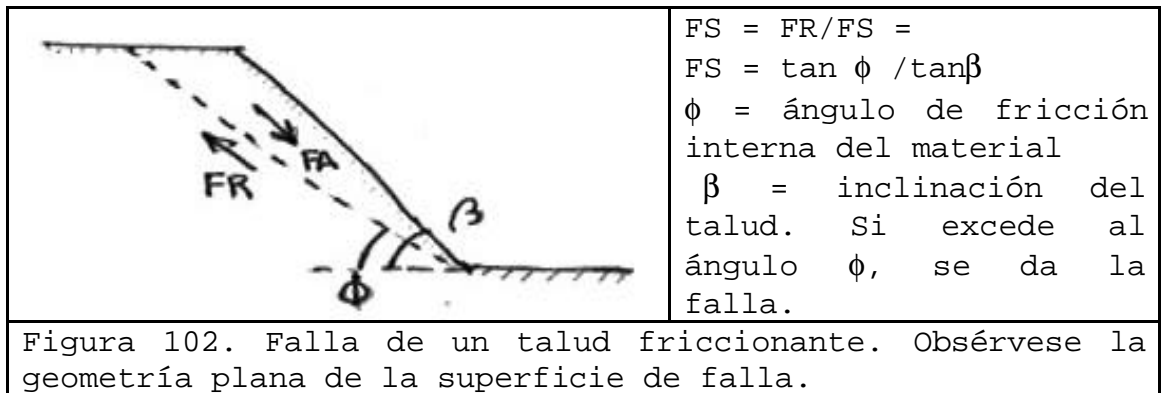 FS = FR/FS =
FS = tan ϕ /tanβ
ϕ = ángulo de fricción
interna del material
β = inclinación del
talud. Si excede al
ángulo ϕ, se da la
falla.
FA
FR
β
ϕ
Figura 102. Falla de un talud friccionante. Obsérvese la
geometría plana de la superficie de falla.